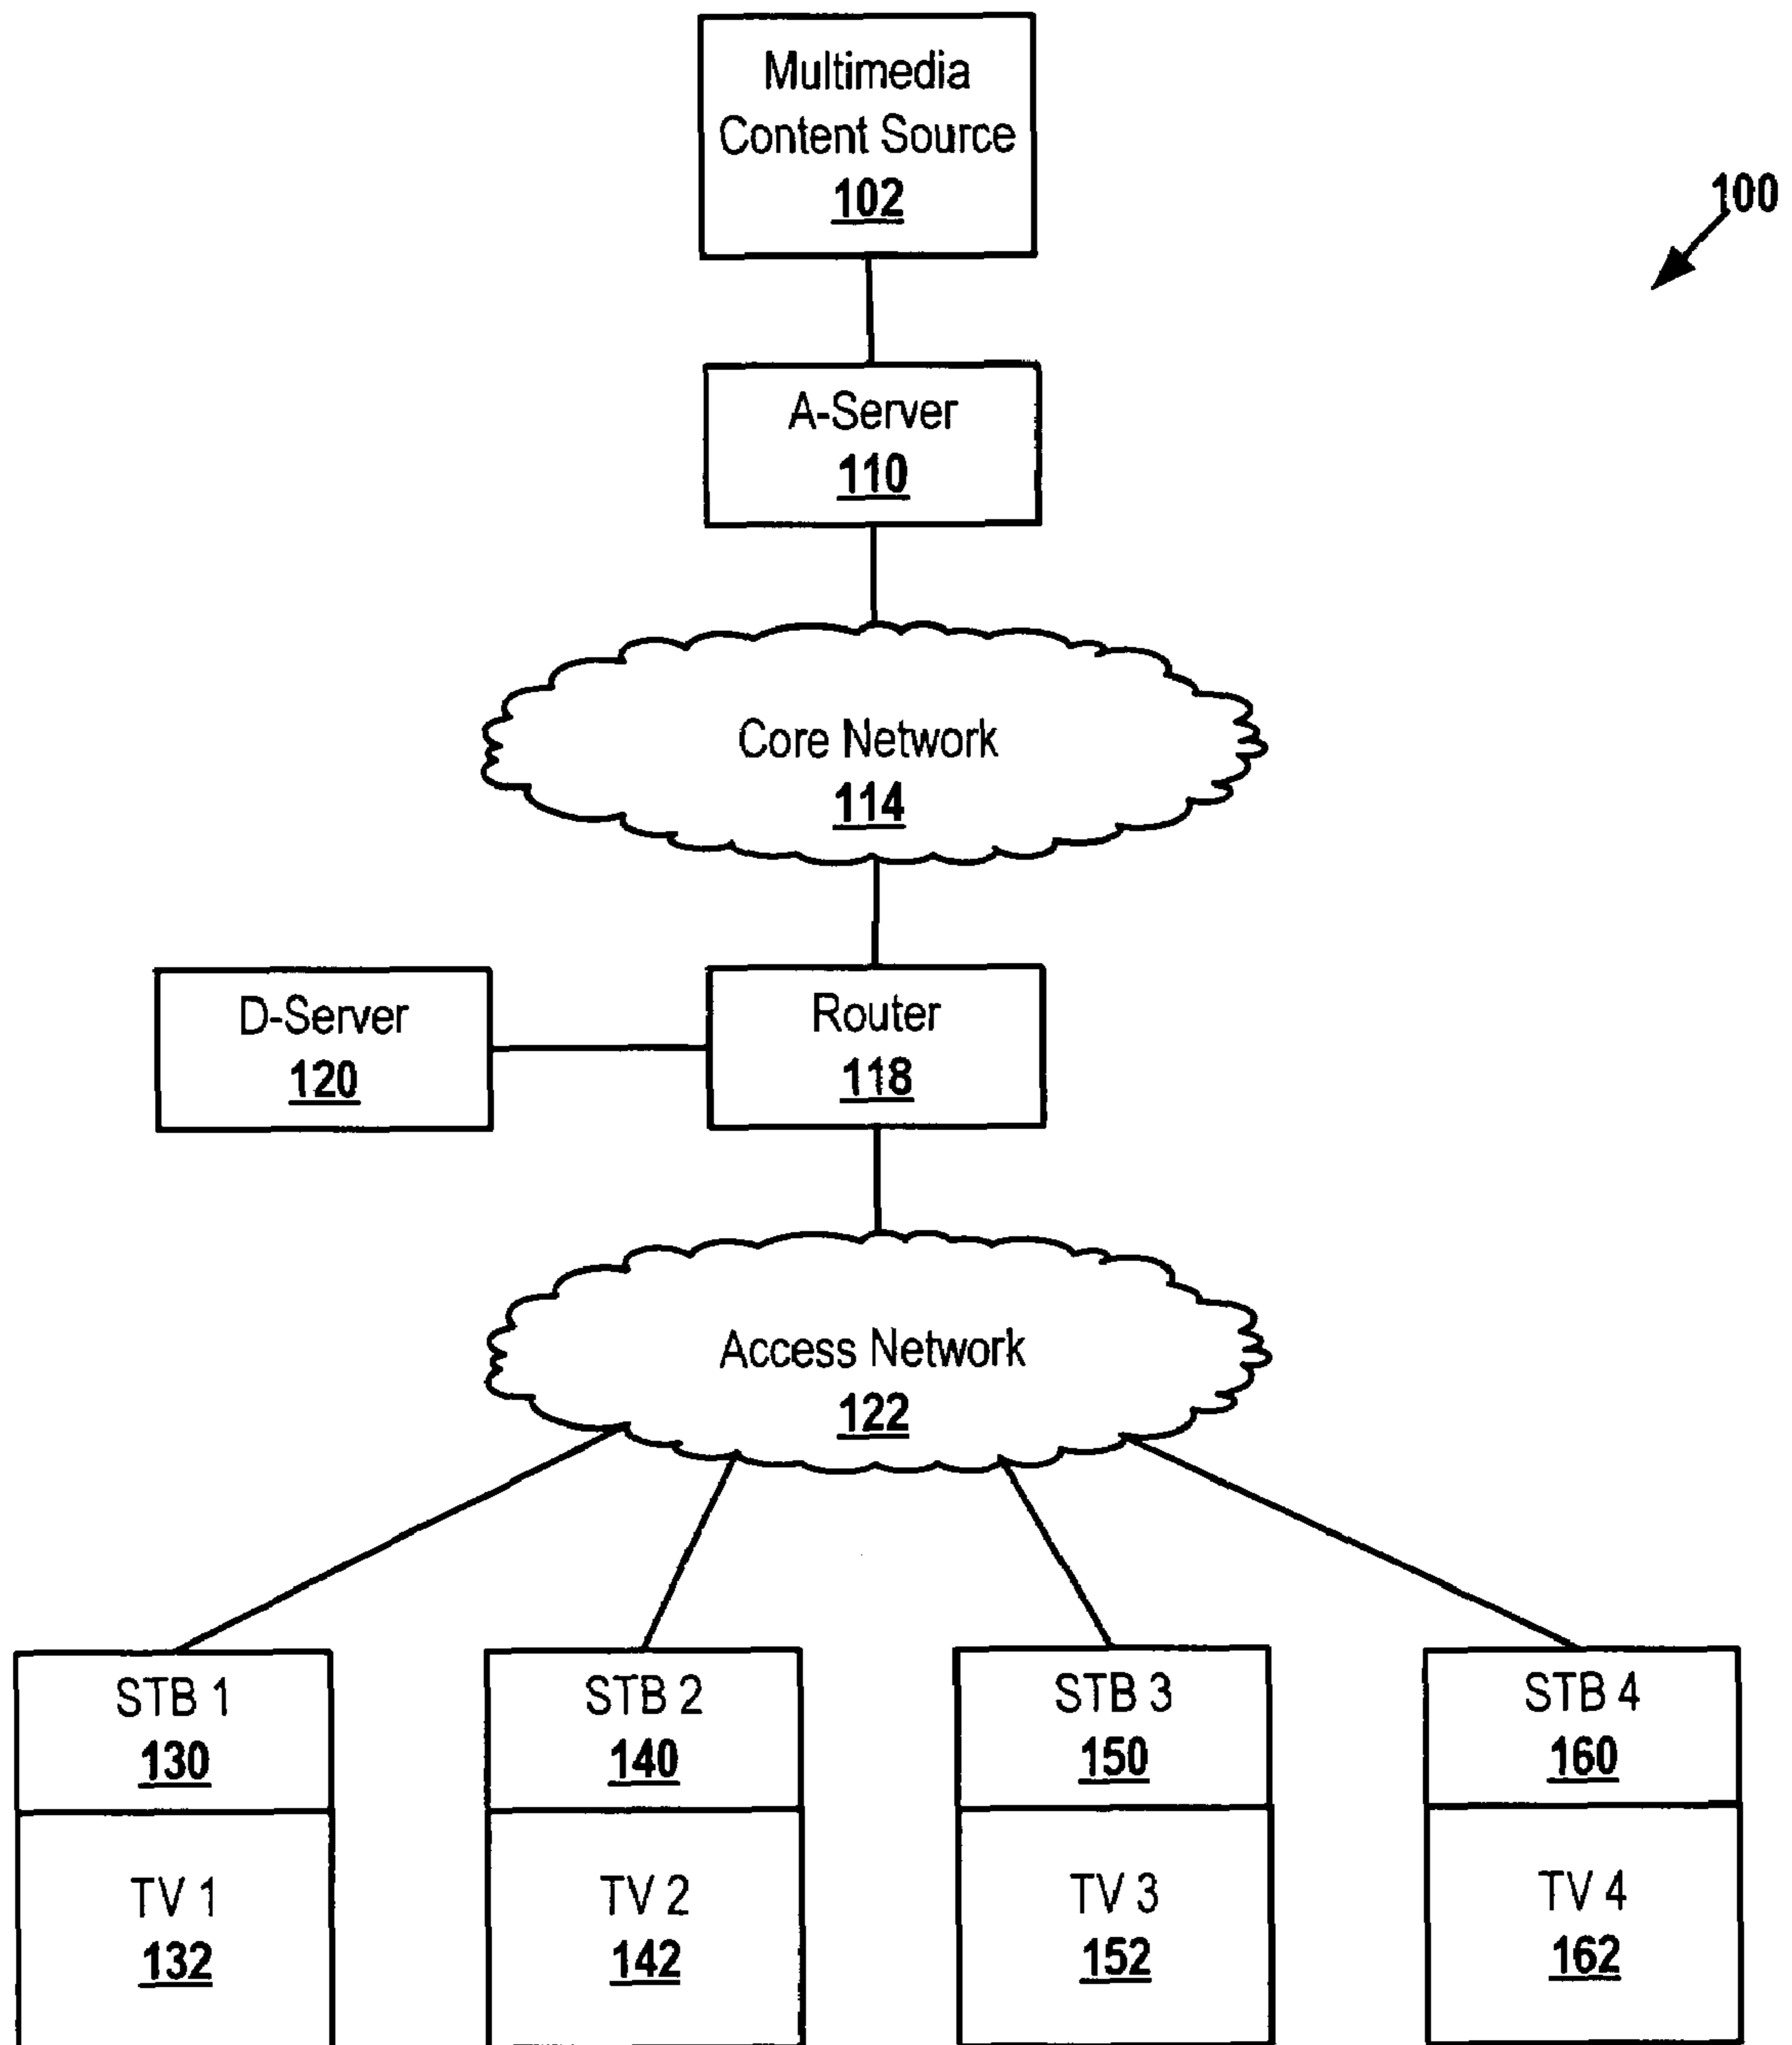 Multimedia
Content Source
102
100
A-Server
110
Core Network
114
D-Server
120
Router
118
Access Network
122
STB 1
130
STB 2
140
STB 3
150
STB 4
160
TV 1
132
TV 2
142
TV 3
152
TV 4
162